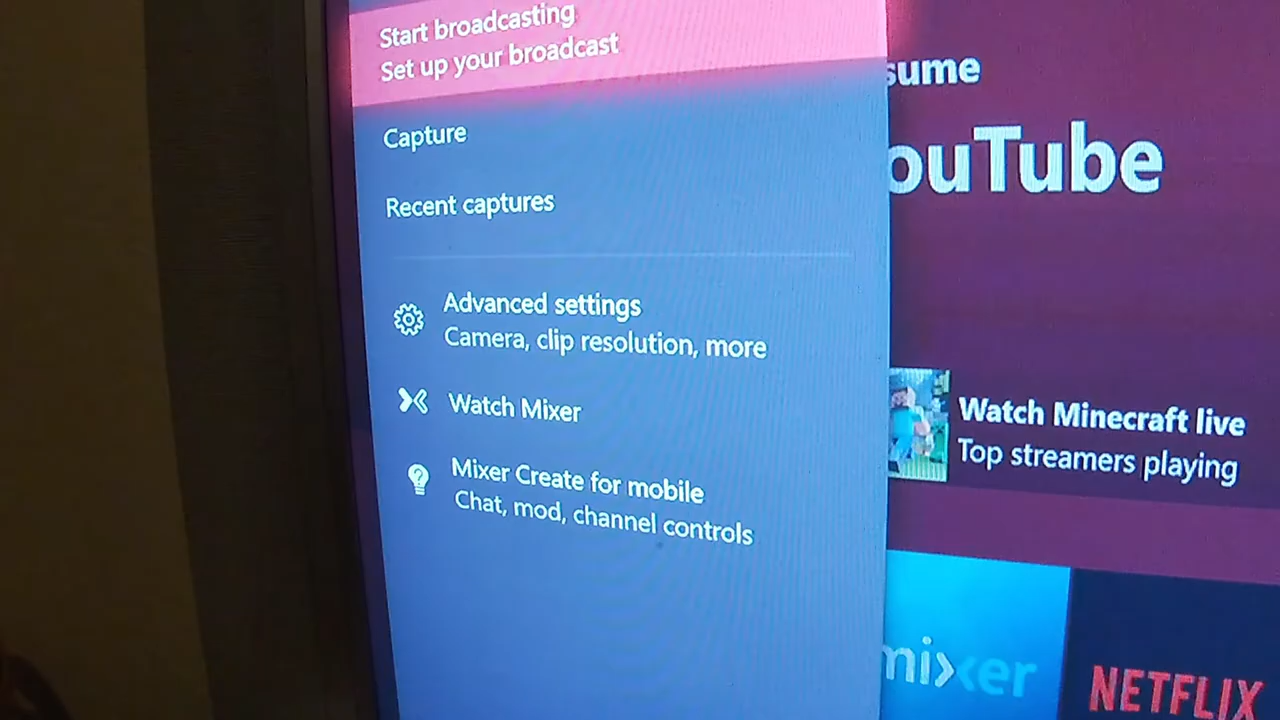 Start broadcasting
Set up your broadcast
Capture
Recent captures
Advanced settings
Camera, clip resolution, more
Watch Mixer
Mixer Create for mobile
Chat, mod, channel controls
sume
ouTube
Watch Minecraft live
Top streamers playing
mixer
NETFLIX